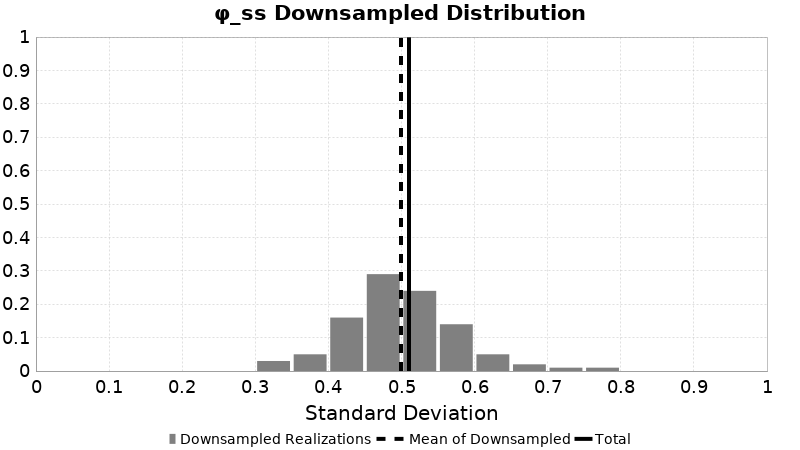 φ_ss Downsampled Distribution
1
0.9
0.8
0.7
0.6
0.5
0.4
0.3
0.2
0.1
0
0 0.1 0.2 0.3 0.4 0.5 0.6 0.7 0.8 0.9 1
Standard Deviation
Downsampled Realizations Mean of Downsampled Total